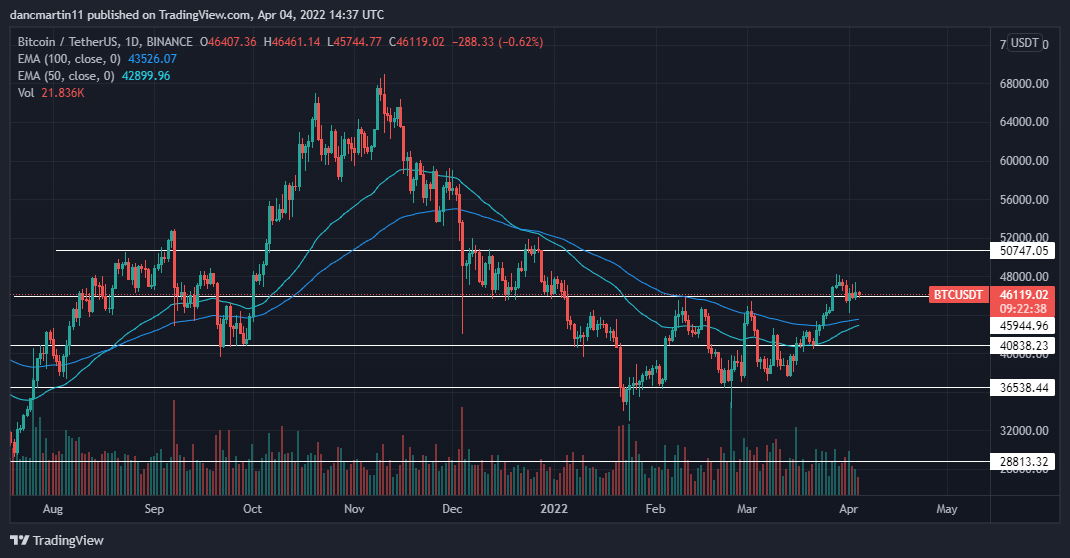 dancmartin11 published on TradingView.com, Apr 04, 2022 14:37 UTC
Bitcoin / TetherUS, 1D, BINANCE O46407.36 H46461.14 L45744.77 C46119.02 −288.33 (−0.62%)
EMA (100, close, 0) 43526.07
EMA (50, close, 0) 42899.96
Vol 21.836K
USDT
68000.00
64000.00
60000.00
56000.00
52000.00
50747.05
48000.00
BTCUSDT 46119.02
09:22:38
45944.96
40838.23
40000.00
36538.44
32000.00
28813.32
Aug Sep Oct Nov Dec 2022 Feb Mar Apr May
TradingView